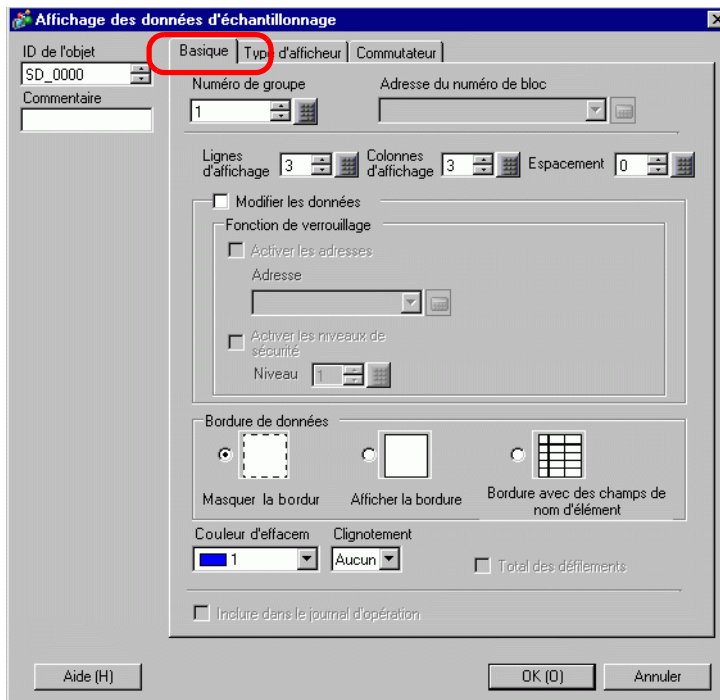 Affichage des données d'échantillonnage
ID de l'objet
SD_0000
Commentaire
Basique
Type d'afficheur
Commutateur
Numéro de groupe
Adresse du numéro de bloc
1
Lignes
d'affichage
3
Colonnes
d'affichage
3
Espacement
0
Modifier les données
Fonction de verrouillage
Activer les adresses
Adresse
Activer les niveaux de
sécurité
Niveau
1
Bordure de données
Masquer la bordur
Afficher la bordure
Bordure avec des champs de
nom d'élément
Couleur d'effacem
Clignotement
1
Aucun
Total des défilements
Inclure dans le journal d'opération
Aide (H)
OK (O)
Annuler